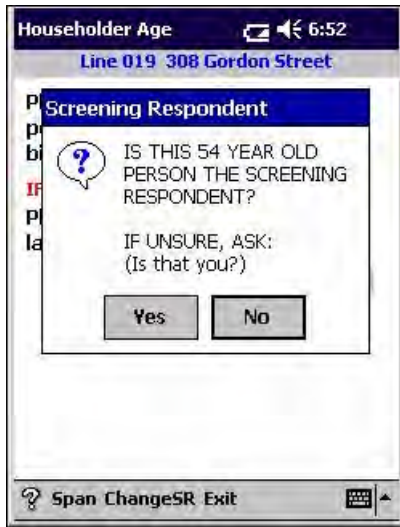 Householder Age 6:52
Line 019 308 Gordon Street
Screening Respondent
IS THIS 54 YEAR OLD
PERSON THE SCREENING
RESPONDENT?
IF UNSURE, ASK:
(Is that you?)
Yes No
Span ChangeSR Exit